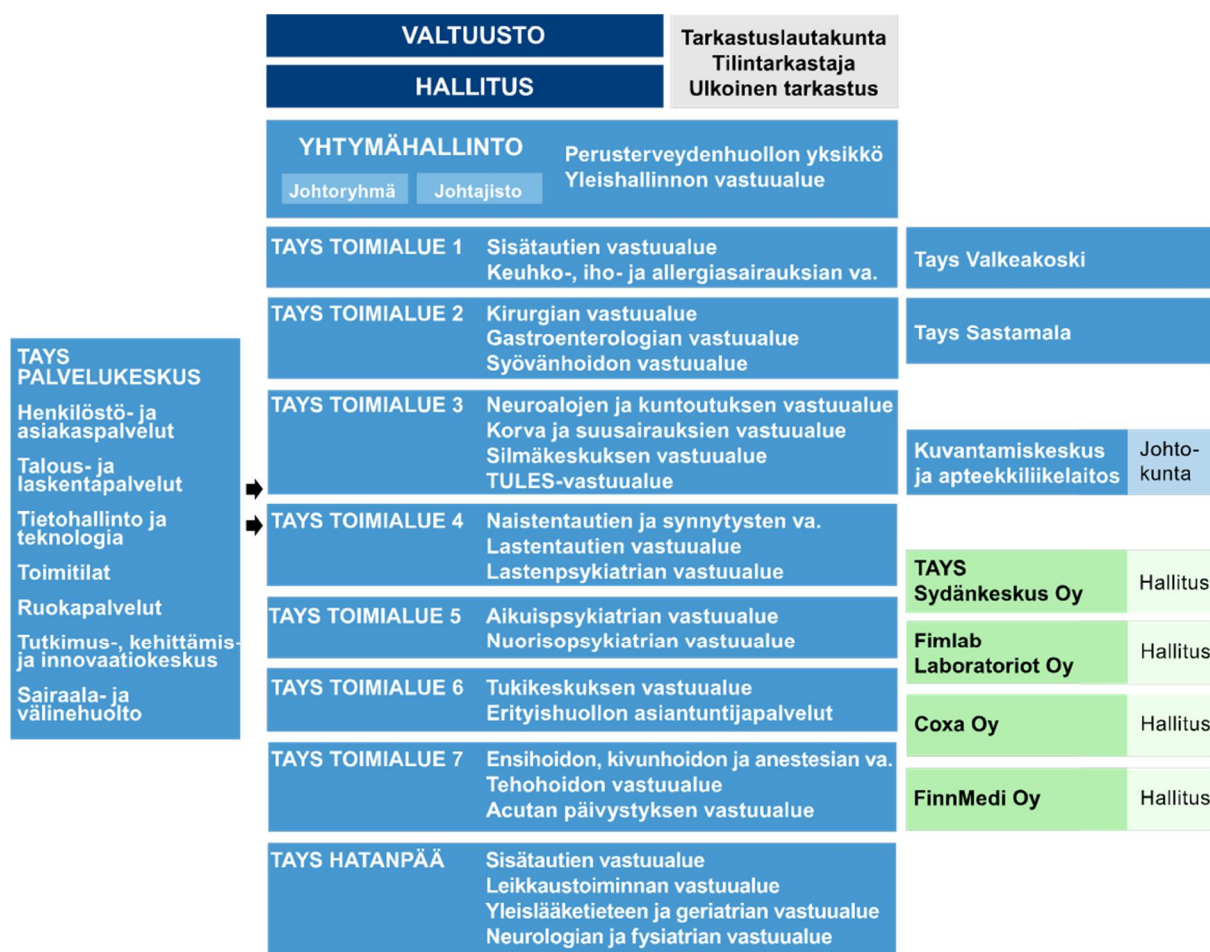 VALTUUSTO
HALLITUS
Tarkastuslautakunta
Tilintarkastaja
Ulkoinen tarkastus
YHTYMÄHALLINTO
Johtoryhmä
Johtajisto
Perusterveydenhuollon yksikkö
Yleishallinnon vastuualue
TAYS
PALVELUKESKUS
Henkilöstö- ja
asiakaspalvelut
Talous- ja
laskentapalvelut
Tietohallinto ja
teknologia
Toimitilat
Ruokapalvelut
Tutkimus-, kehittämis-
ja innovaatiokeskus
Sairaala- ja
välinehuolto
TAYS TOIMIALUE 1
Sisätautien vastuualue
Keuhko-, iho- ja allergiasairauksian va.
TAYS TOIMIALUE 2
Kirurgian vastuualue
Gastroenterologian vastuualue
Syövänhoidon vastuualue
TAYS TOIMIALUE 3
Neuroalojen ja kuntoutuksen vastuualue
Korva ja suusairauksien vastuualue
Silmäkeskuksen vastuualue
TULES-vastuualue
TAYS TOIMIALUE 4
Naistentautien ja synnytysten va.
Lastentautien vastuualue
Lastenpsykiatrian vastuualue
TAYS TOIMIALUE 5
Aikuispsykiatrian vastuualue
Nuorisopsykiatrian vastuualue
TAYS TOIMIALUE 6
Tukikeskuksen vastuualue
Erityishuollon asiantuntijapalvelut
TAYS TOIMIALUE 7
Ensihoidon, kivunhoidon ja anestesian va.
Tehohoidon vastuualue
Acutan päivystyksen vastuualue
TAYS HATANPÄÄ
Sisätautien vastuualue
Leikkaustoiminnan vastuualue
Yleislääketieteen ja geriatrian vastuualue
Neurologian ja fysiatrian vastuualue
Tays Valkeakoski
Tays Sastamala
Kuvantamiskeskus
ja apteekkiliikelaitos
Johto-
kunta
TAYS
Sydänkeskus Oy
Hallitus
Fimlab
Laboratoriot Oy
Hallitus
Coxa Oy
Hallitus
FinnMedi Oy
Hallitus